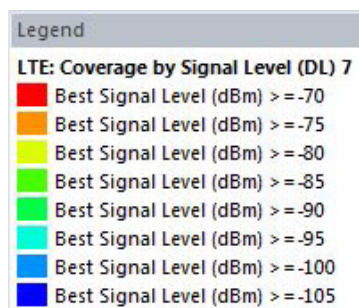 Legend
LTE: Coverage by Signal Level (DL) 7
Best Signal Level (dBm) >=-70
Best Signal Level (dBm) >=-75
Best Signal Level (dBm) >=-80
Best Signal Level (dBm) >=-85
Best Signal Level (dBm) >=-90
Best Signal Level (dBm) >=-95
Best Signal Level (dBm) >=-100
Best Signal Level (dBm) >=-105